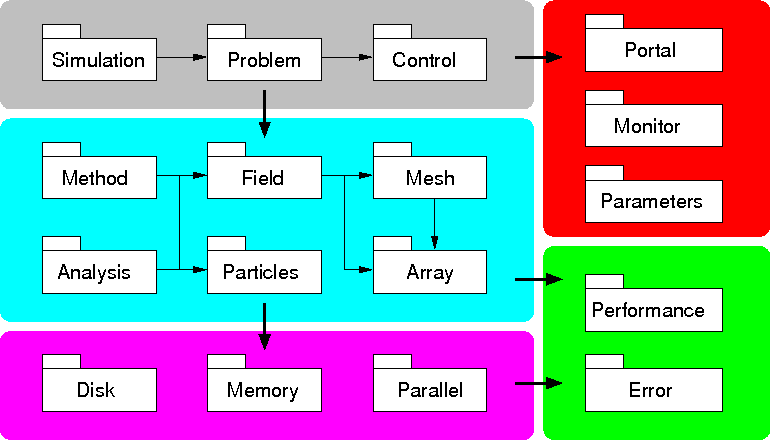 Simulation
Problem
Control
Portal
Monitor
Parameters
Method
Field
Mesh
Analysis
Particles
Array
Performance
Error
Disk
Memory
Parallel